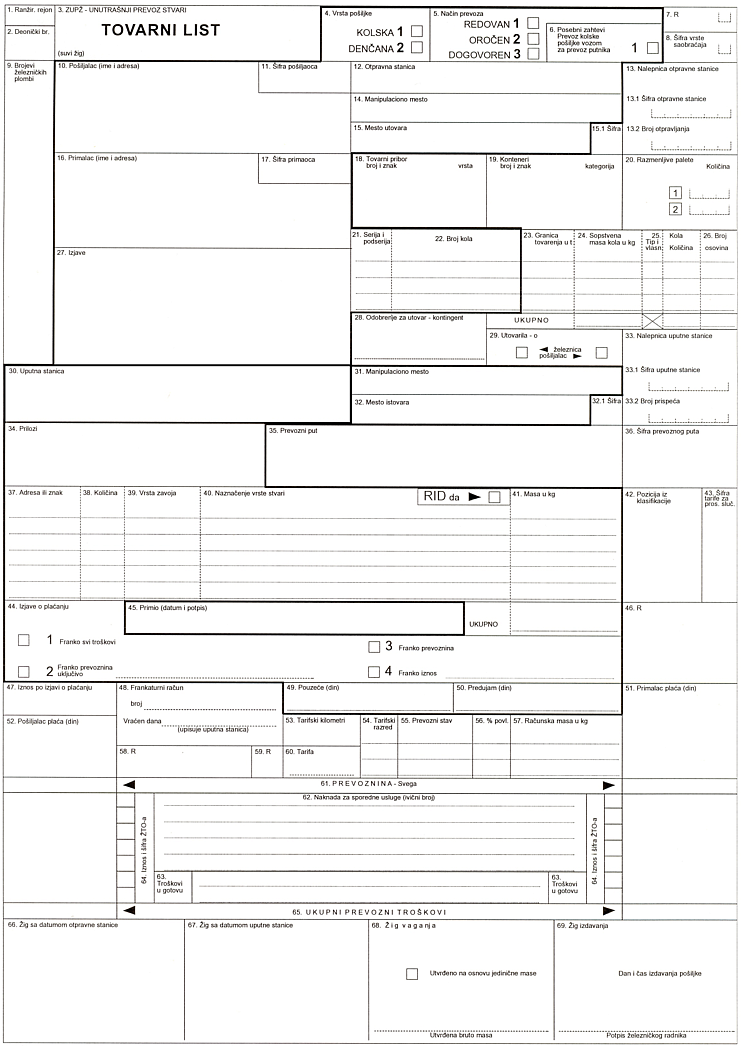 1. Ranžir. rejon
2. Deonički br.
3. ZUPŽ - UNUTRAŠNJI PREVOZ STVARI
TOVARNI LIST
(suvi žig)
4. Vrsta pošiljke
KOLSKA 1
DENČANA 2
5. Način prevoza
REDOVAN 1
OROČEN 2
DOGOVOREN 3
6. Posebni zahtevi
Prevoz kolske
pošiljke vozom
za prevoz putnika 1
7. R
8. Šifra vrste
saobraćaja
9. Brojevi
železničkih
plombi
10. Pošiljalac (ime i adresa)
11. Šifra pošiljaoca
12. Otpravna stanica
13. Nalepnica otpravne stanice
14. Manipulaciono mesto
13.1 Šifra otpravne stanice
15. Mesto utovara
15.1 Šifra
13.2 Broj otpravljanja
16. Primalac (ime i adresa)
17. Šifra primaoca
18. Tovarni pribor
broj i znak vrsta
19. Konteneri
broj i znak kategorija
20. Razmenljive palete
Količina
1
2
21. Serija i
podserija
22. Broj kola
23. Granica
tovarenja u t
24. Sopstvena
masa kola u kg
25.
Tip i
vlasn.
Kola
Količina
26. Broj
osovina
27. Izjave
28. Odobrenje za utovar - kontingent
UKUPNO
29. Utovarila - o
železnica
pošiljalac
33. Nalepnica uputne stanice
30. Uputna stanica
31. Manipulaciono mesto
33.1 Šifra uputne stanice
32. Mesto istovara
32.1 Šifra
33.2 Broj prispeća
34. Prilozi
35. Prevozni put
36. Šifra prevoznog puta
37. Adresa ili znak
38. Količina
39. Vrsta zavoja
40. Naznačenje vrste stvari
RID da
41. Masa u kg
42. Pozicija iz
klasifikacije
43. Šifra
tarife za
pros. sluč.
44. Izjave o plaćanju
45. Primio (datum i potpis)
UKUPNO
46. R
1 Franko svi troškovi
3 Franko prevoznina
2 Franko prevoznina
uključivo
4 Franko iznos
47. Iznos po izjavi o plaćanju
48. Frankaturni račun
broj
Vraćen dana
(upisuje uputna stanica)
49. Pouzeće (din)
50. Predujam (din)
51. Primalac plaća (din)
52. Pošiljalac plaća (din)
53. Tarifski kilometri
54. Tarifski
razred
55. Prevozni stav
56. % povl.
57. Računska masa u kg
58. R
59. R
60. Tarifa
61. PREVOZNINA - Svega
62. Naknada za sporedne usluge (ivični broj)
64. Iznos i šifra ŽTO-a
64. Iznos i šifra ŽTO-a
63.
Troškovi
u gotovu
63.
Troškovi
u gotovu
65. UKUPNI PREVOZNI TROŠKOVI
66. Žig sa datumom otpravne stanice
67. Žig sa datumom uputne stanice
68. Žig vaganja
69. Žig izdavanja
Utvrđeno na osnovu jedinične mase
Dan i čas izdavanja pošiljke
Utvrđena bruto masa
Potpis železničkog radnika